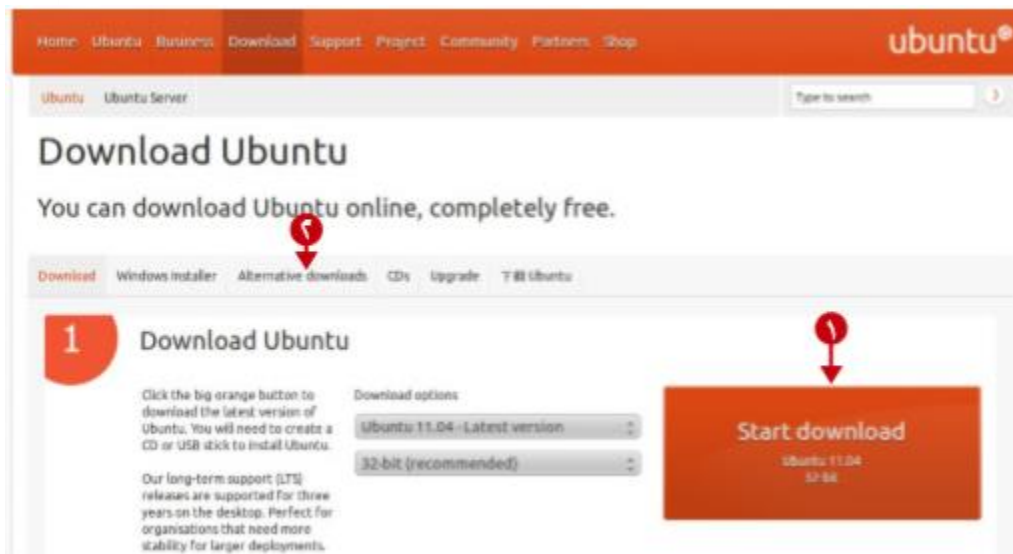 Home Ubuntu Business Download Support Project Community Partners Shop
ubuntu®
Ubuntu Ubuntu Server
Type to search
Download Ubuntu
You can download Ubuntu online, completely free.
٢
Download Windows Installer Alternative downloads CDs Upgrade 下載 Ubuntu
١
1
Download Ubuntu
Click the big orange button to
download the latest version of
Ubuntu. You will need to create a
CD or USB stick to install Ubuntu.
Our long-term support (LTS)
releases are supported for three
years on the desktop. Perfect for
organisations that need more
stability for larger deployments.
Download options
Ubuntu 11.04 - Latest version
32-bit (recommended)
Start download
Ubuntu 11.04
32-bit